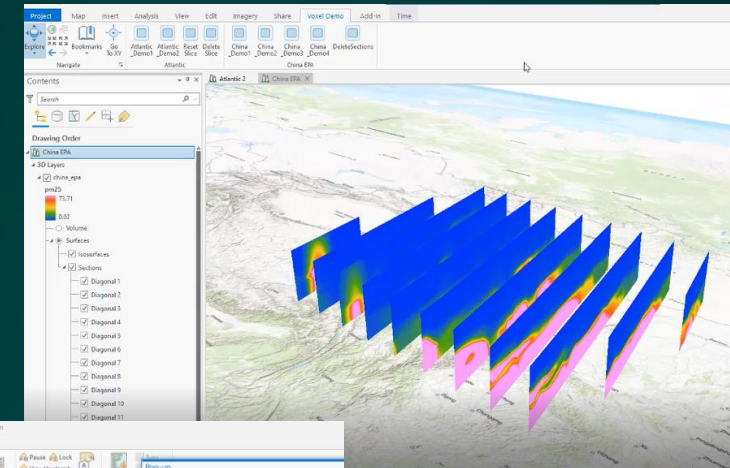 Project Map Insert Analysis View Edit Imagery Share Voxel Demo Add-In Time
Explore
Bookmarks
Go To XY
Atlantic _Demo1
Atlantic _Demo2
Reset Slice
Delete Slice
China _Demo1
China _Demo2
China _Demo3
China _Demo4
DeleteSections
Navigate Atlantic China EPA
Contents
Atlantic 2 China EPA
Search
Drawing Order
China EPA
3D Layers
china_epa
pm25
73.71
0.02
Volume
Surfaces
Isosurfaces
Sections
Diagonal 1
Diagonal 2
Diagonal 3
Diagonal 4
Diagonal 5
Diagonal 6
Diagonal 7
Diagonal 8
Diagonal 9
Diagonal 10
Diagonal 11
Pause Lock
Pop-up